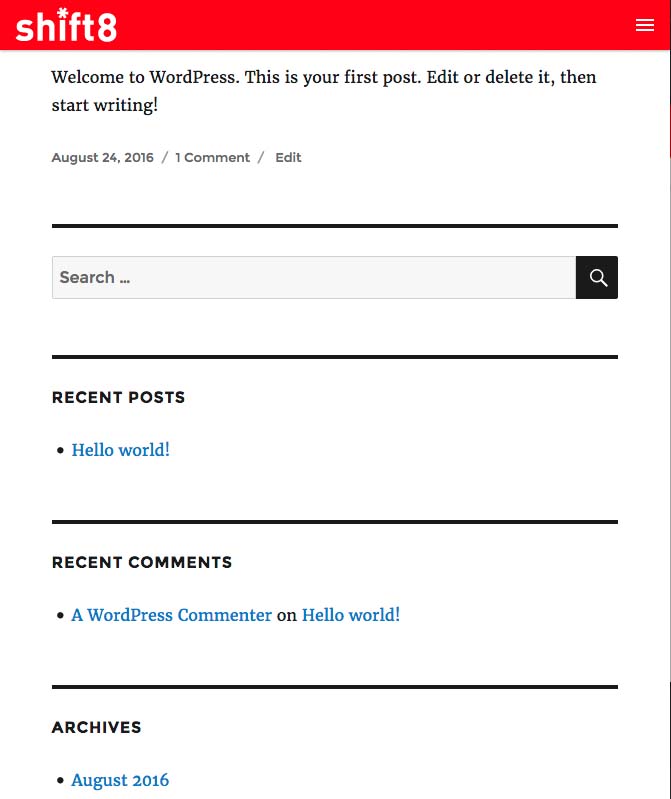 shift8
Welcome to WordPress. This is your first post. Edit or delete it, then
start writing!
August 24, 2016 / 1 Comment / Edit
Search ...
RECENT POSTS
• Hello world!
RECENT COMMENTS
• A WordPress Commenter on Hello world!
ARCHIVES
• August 2016